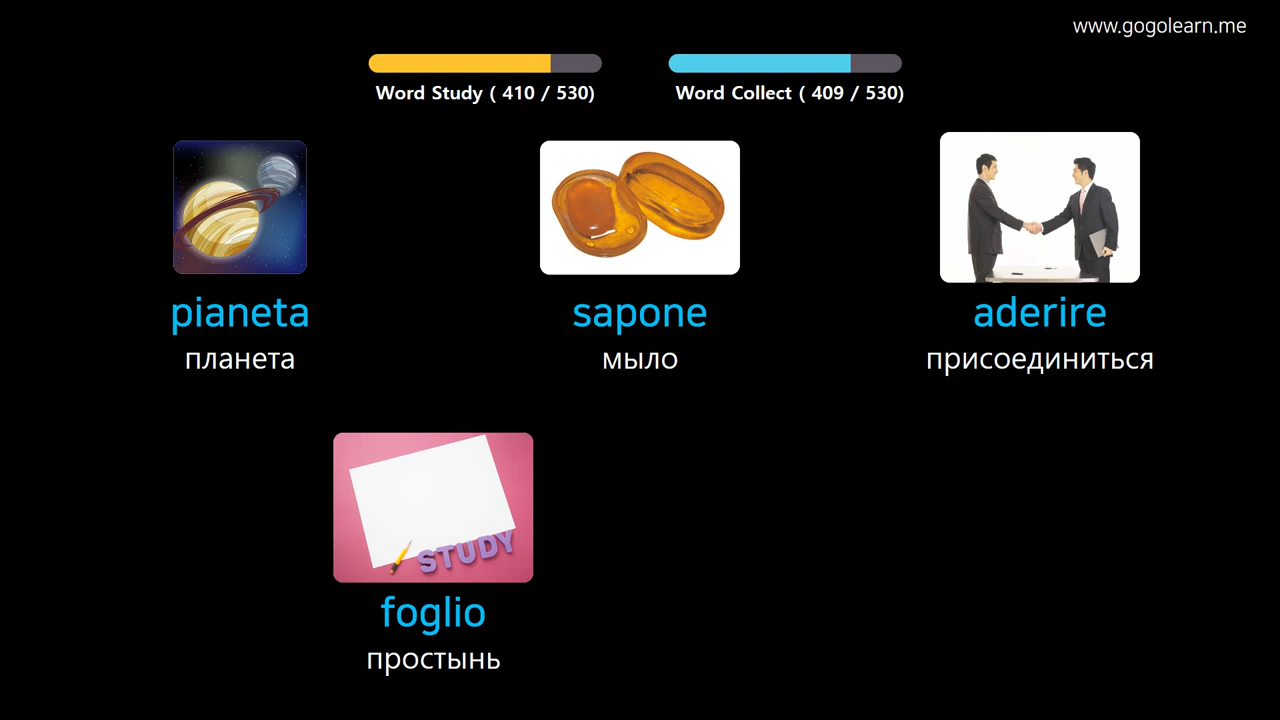 www.gogolearn.me
Word Study ( 410 / 530)
Word Collect ( 409 / 530)
pianeta
планета
sapone
мыло
aderire
присоединиться
STUDY
foglio
простынь